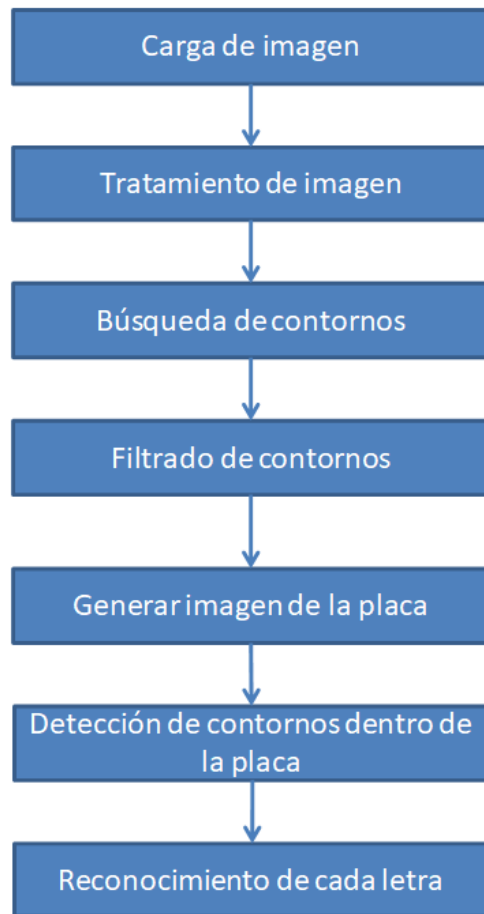 Carga de imagen
Tratamiento de imagen
Búsqueda de contornos
Filtrado de contornos
Generar imagen de la placa
Detección de contornos dentro de
la placa
Reconocimiento de cada letra